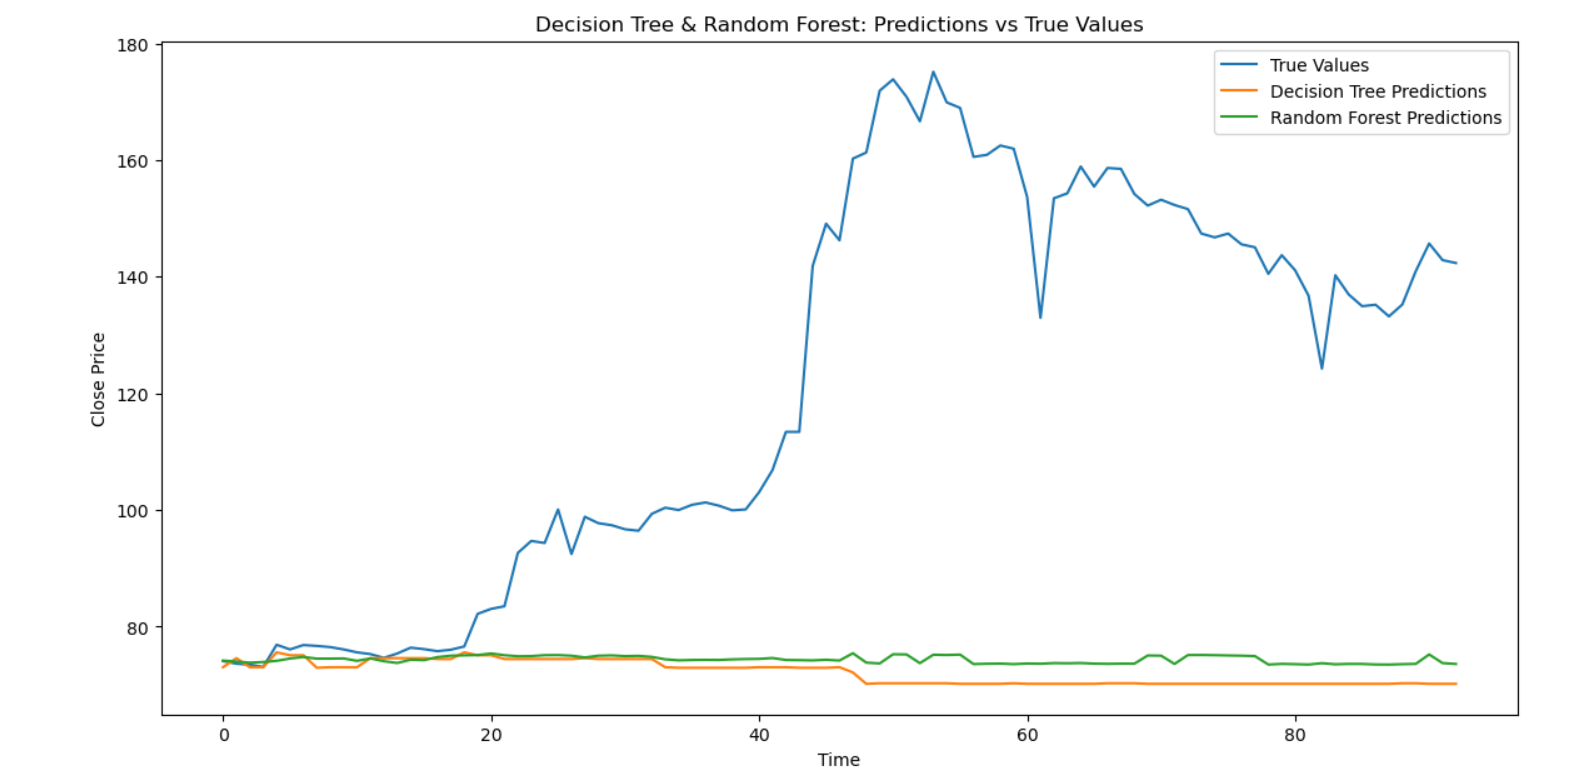 Decision Tree & Random Forest: Predictions vs True Values
180
160
140
120
100
80
Close Price
True Values
Decision Tree Predictions
Random Forest Predictions
0
20
40
60
80
Time